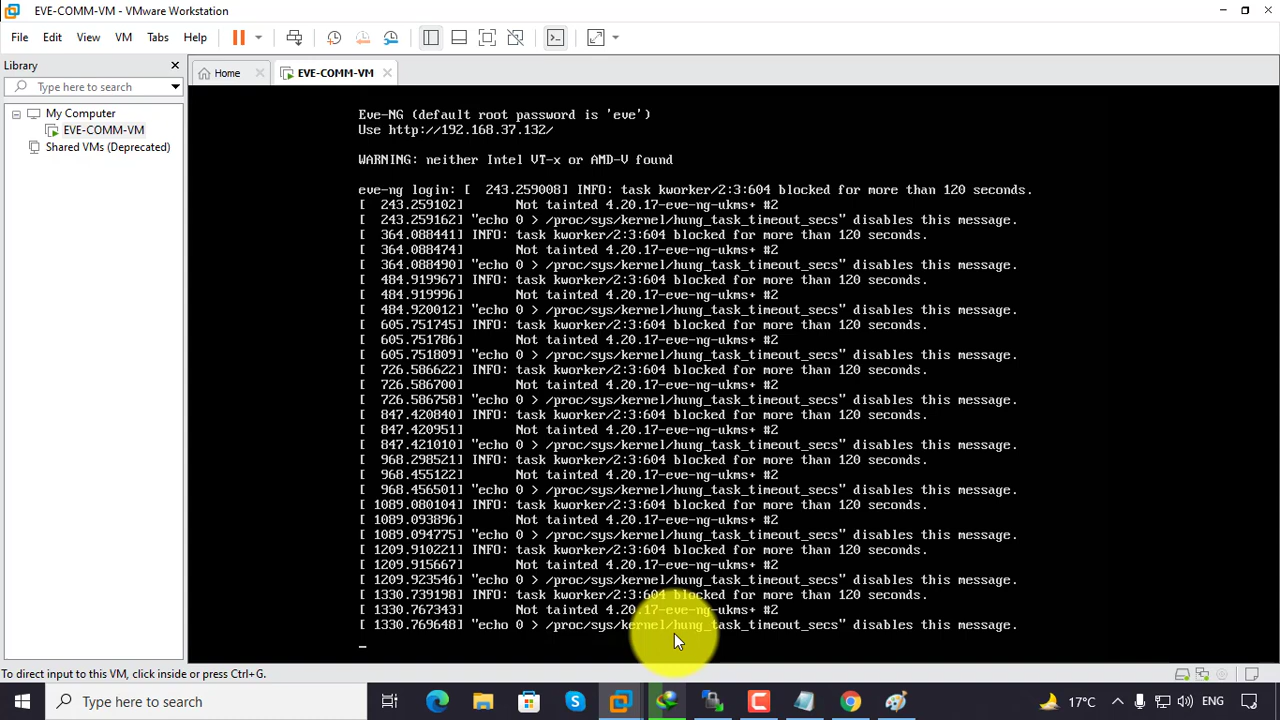 EVE-COMM-VM - VMware Workstation
File Edit View VM Tabs Help
Library
Type here to search
My Computer
EVE-COMM-VM
Shared VMs (Deprecated)
Home
EVE-COMM-VM
Eve-NG (default root password is 'eve')
Use http://192.168.37.132/
WARNING: neither Intel VT-x or AMD-V found
eve-ng login: [  243.259008] INFO: task kworker/2:3:604 blocked for more than 120 seconds.
[  243.259102]       Not tainted 4.20.17-eve-ng-ukms+ #2
[  243.259162] "echo 0 > /proc/sys/kernel/hung_task_timeout_secs" disables this message.
[  364.088441] INFO: task kworker/2:3:604 blocked for more than 120 seconds.
[  364.088474]       Not tainted 4.20.17-eve-ng-ukms+ #2
[  364.088490] "echo 0 > /proc/sys/kernel/hung_task_timeout_secs" disables this message.
[  484.919967] INFO: task kworker/2:3:604 blocked for more than 120 seconds.
[  484.919996]       Not tainted 4.20.17-eve-ng-ukms+ #2
[  484.920012] "echo 0 > /proc/sys/kernel/hung_task_timeout_secs" disables this message.
[  605.751745] INFO: task kworker/2:3:604 blocked for more than 120 seconds.
[  605.751786]       Not tainted 4.20.17-eve-ng-ukms+ #2
[  605.751809] "echo 0 > /proc/sys/kernel/hung_task_timeout_secs" disables this message.
[  726.586622] INFO: task kworker/2:3:604 blocked for more than 120 seconds.
[  726.586700]       Not tainted 4.20.17-eve-ng-ukms+ #2
[  726.586758] "echo 0 > /proc/sys/kernel/hung_task_timeout_secs" disables this message.
[  847.420840] INFO: task kworker/2:3:604 blocked for more than 120 seconds.
[  847.420951]       Not tainted 4.20.17-eve-ng-ukms+ #2
[  847.421010] "echo 0 > /proc/sys/kernel/hung_task_timeout_secs" disables this message.
[  968.298521] INFO: task kworker/2:3:604 blocked for more than 120 seconds.
[  968.455122]       Not tainted 4.20.17-eve-ng-ukms+ #2
[  968.456501] "echo 0 > /proc/sys/kernel/hung_task_timeout_secs" disables this message.
[ 1089.080104] INFO: task kworker/2:3:604 blocked for more than 120 seconds.
[ 1089.093896]       Not tainted 4.20.17-eve-ng-ukms+ #2
[ 1089.094775] "echo 0 > /proc/sys/kernel/hung_task_timeout_secs" disables this message.
[ 1209.910221] INFO: task kworker/2:3:604 blocked for more than 120 seconds.
[ 1209.915667]       Not tainted 4.20.17-eve-ng-ukms+ #2
[ 1209.923546] "echo 0 > /proc/sys/kernel/hung_task_timeout_secs" disables this message.
[ 1330.739198] INFO: task kworker/2:3:604 blocked for more than 120 seconds.
[ 1330.767343]       Not tainted 4.20.17-eve-ng-ukms+ #2
[ 1330.769648] "echo 0 > /proc/sys/kernel/hung_task_timeout_secs" disables this message.
_
To direct input to this VM, click inside or press Ctrl+G.
Type here to search
17°C
ENG